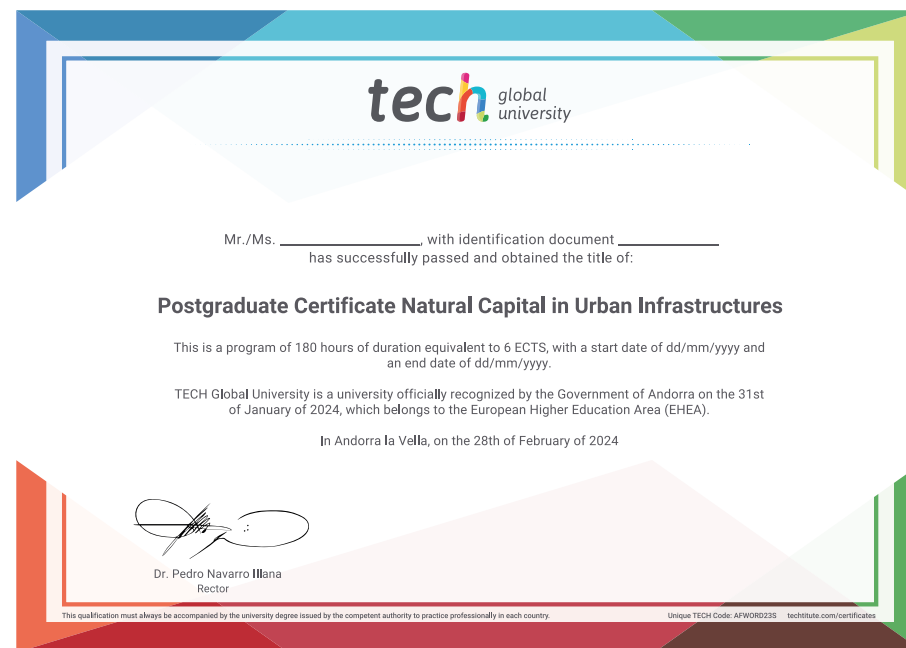 tech global university
Mr./Ms. ____________________, with identification document ______________
has successfully passed and obtained the title of:
Postgraduate Certificate Natural Capital in Urban Infrastructures
This is a program of 180 hours of duration equivalent to 6 ECTS, with a start date of dd/mm/yyyy and
an end date of dd/mm/yyyy.
TECH Global University is a university officially recognized by the Government of Andorra on the 31st
of January of 2024, which belongs to the European Higher Education Area (EHEA).
In Andorra la Vella, on the 28th of February of 2024
Dr. Pedro Navarro Illana
Rector
This qualification must always be accompanied by the university degree issued by the competent authority to practice professionally in each country.
Unique TECH Code: AFWORD23S techtitute.com/certificates